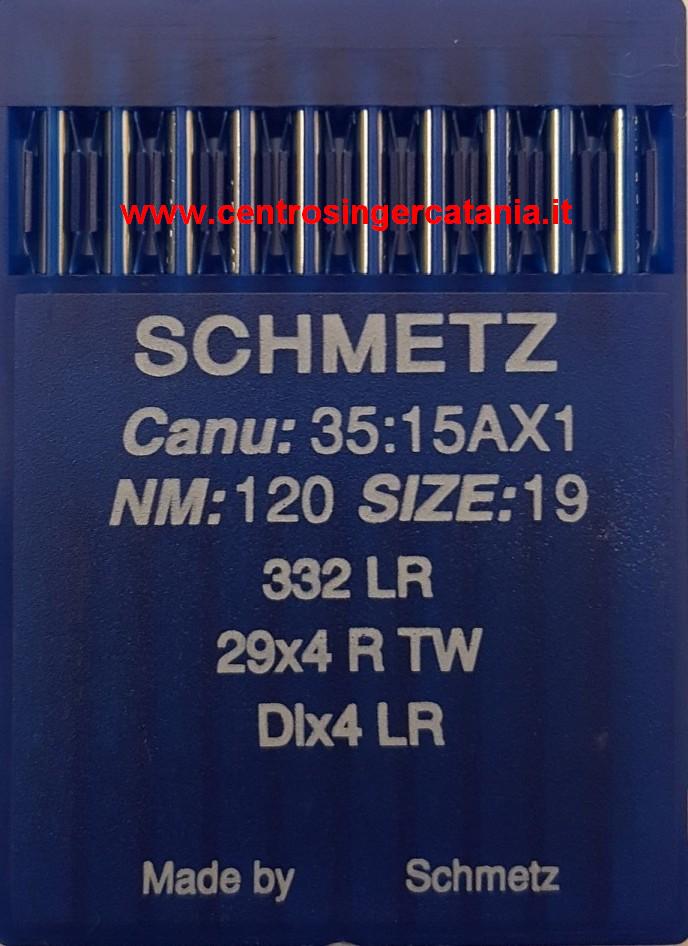 www.centrosingercatania.it
SCHMETZ
Canu: 35:15AX1
NM:120 SIZE:19
332 LR
29x4 R TW
DIx4 LR
Made by Schmetz